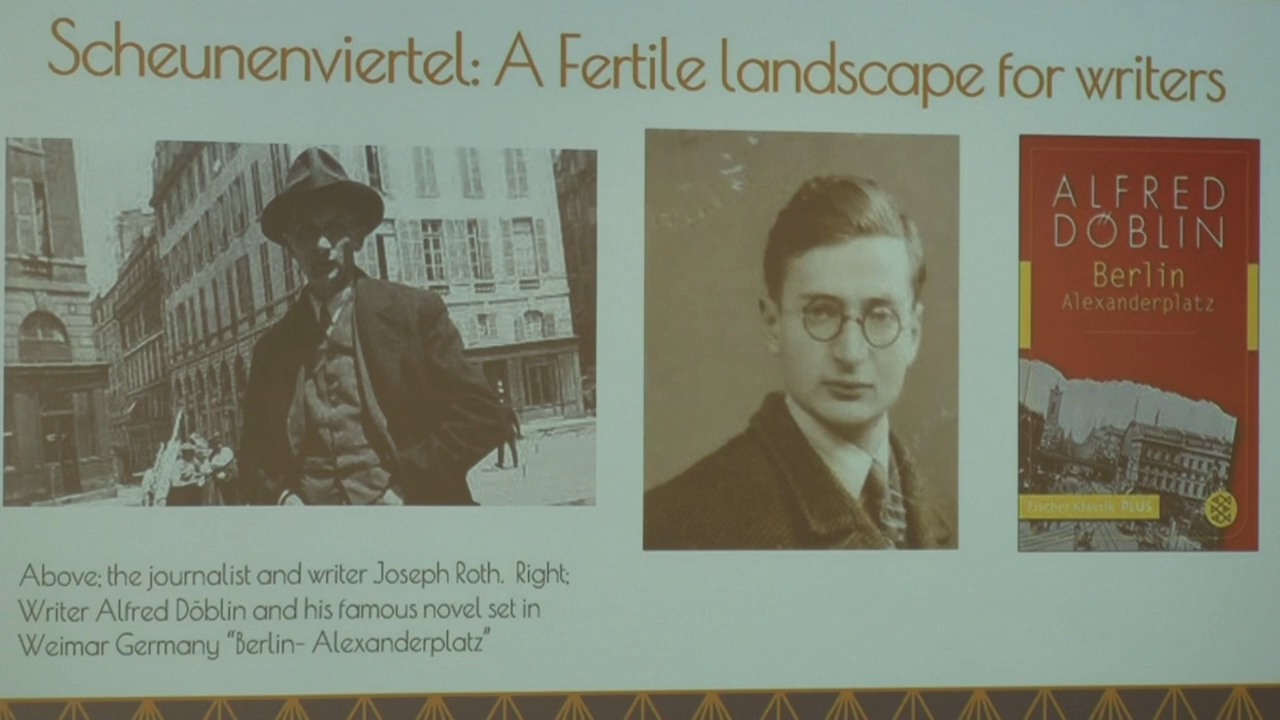 Scheunenviertel: A Fertile landscape for writers
ALFRED
DÖBLIN
Berlin
Alexanderplatz
Fischer Klassik PLUS
Above; the journalist and writer Joseph Roth. Right;
Writer Alfred Döblin and his famous novel set in
Weimar Germany “Berlin- Alexanderplatz”